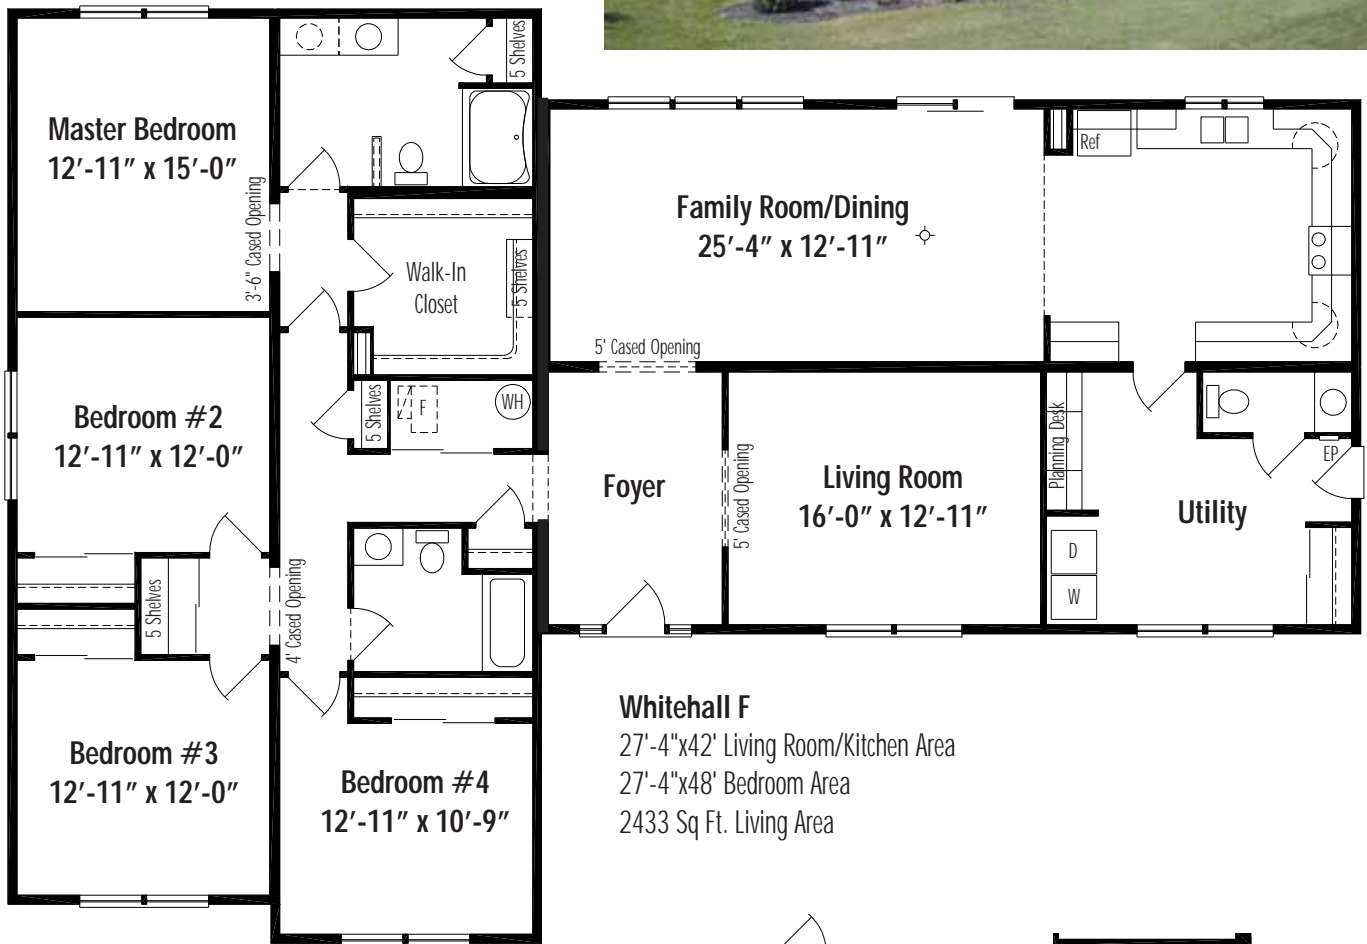 5 Shelves
Master Bedroom
12'-11" x 15'-0"
3'-6" Cased Opening
Walk-In
Closet
5 Shelves
Family Room/Dining
25'-4" x 12'-11"
Ref
5' Cased Opening
Bedroom #2
12'-11" x 12'-0"
5 Shelves
F
WH
Foyer
5' Cased Opening
Living Room
16'-0" x 12'-11"
Planning Desk
EP
Utility
D
W
5 Shelves
4' Cased Opening
Bedroom #3
12'-11" x 12'-0"
Bedroom #4
12'-11" x 10'-9"
Whitehall F
27'-4"x42' Living Room/Kitchen Area
27'-4"x48' Bedroom Area
2433 Sq Ft. Living Area